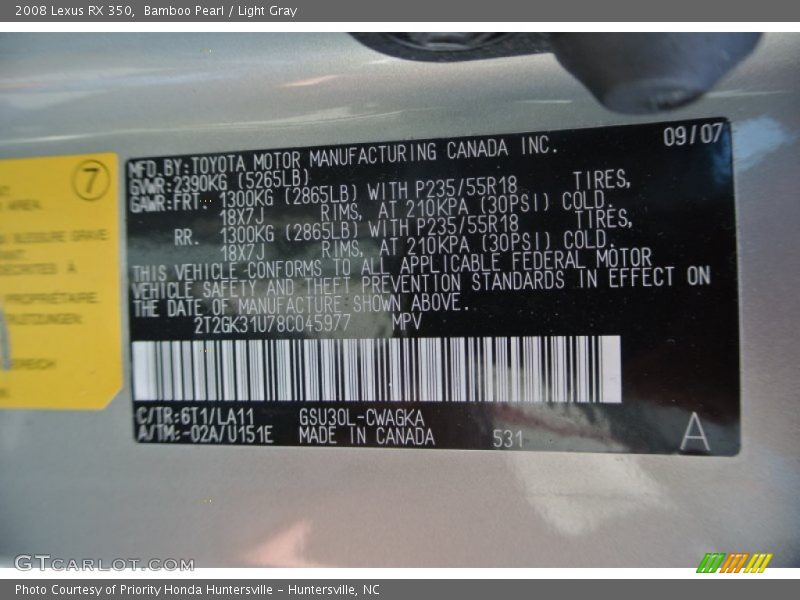 2008 Lexus RX 350, Bamboo Pearl / Light Gray
09/07
MFD. BY: TOYOTA MOTOR MANUFACTURING CANADA INC.
GVWR: 2390KG (5265LB)
GAWR: FRT. 1300KG (2865LB) WITH P235/55R18 TIRES,
18X7J RIMS, AT 210KPA (30PSI) COLD.
RR. 1300KG (2865LB) WITH P235/55R18 TIRES,
18X7J RIMS, AT 210KPA (30PSI) COLD.
THIS VEHICLE CONFORMS TO ALL APPLICABLE FEDERAL MOTOR
VEHICLE SAFETY AND THEFT PREVENTION STANDARDS IN EFFECT ON
THE DATE OF MANUFACTURE SHOWN ABOVE.
2T2GK31U78C045977 MPV
C/TR: 6T1/LA11 GSU30L-CWAGKA
A/TM: -02A/U151E MADE IN CANADA 531 A
7
AREA.
BLESSURE GRAVE
À
PROPRIÉTAIRE
GTCARLOT.COM
Photo Courtesy of Priority Honda Huntersville - Huntersville, NC